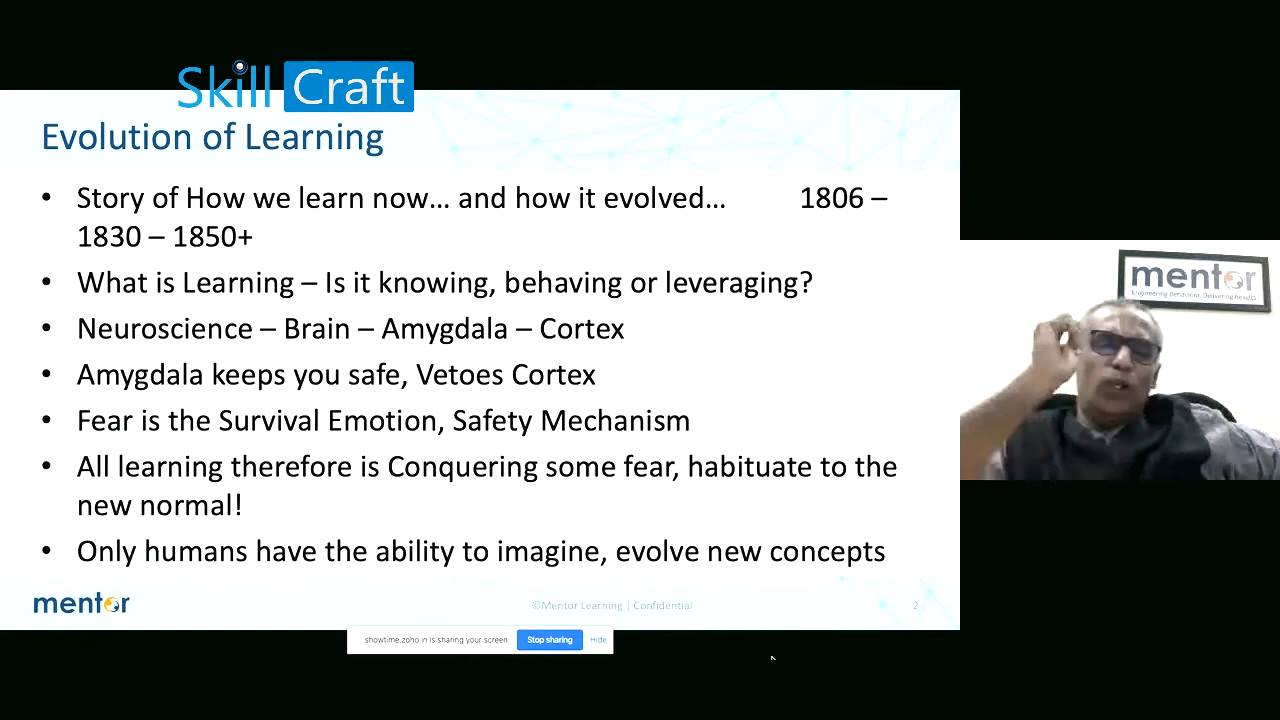 Skill Craft
Evolution of Learning
• Story of How we learn now... and how it evolved... 1806 –
1830 – 1850+
• What is Learning – Is it knowing, behaving or leveraging?
• Neuroscience – Brain – Amygdala – Cortex
• Amygdala keeps you safe, Vetoes Cortex
• Fear is the Survival Emotion, Safety Mechanism
• All learning therefore is Conquering some fear, habituate to the
new normal!
• Only humans have the ability to imagine, evolve new concepts
mentor
©Mentor Learning | Confidential
2
showtime.zoho.in is sharing your screen. Stop sharing Hide
mentor
Engineering Behaviour. Delivering Results